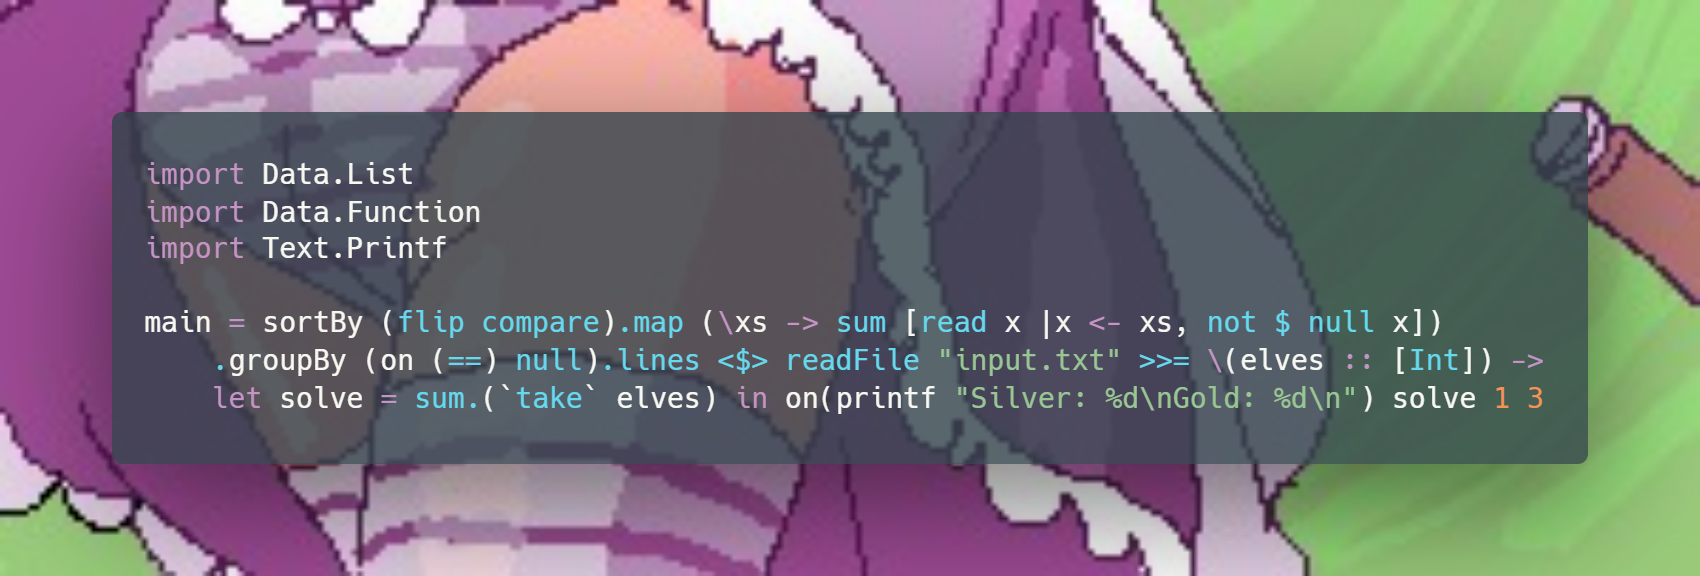 import Data.List
import Data.Function
import Text.Printf
main = sortBy (flip compare).map (\xs -> sum [read x |x <- xs, not $ null x])
.groupBy (on (==) null).lines <$> readFile "input.txt" >>= \(elves :: [Int]) ->
let solve = sum.(`take` elves) in on(printf "Silver: %d\nGold: %d\n") solve 1 3